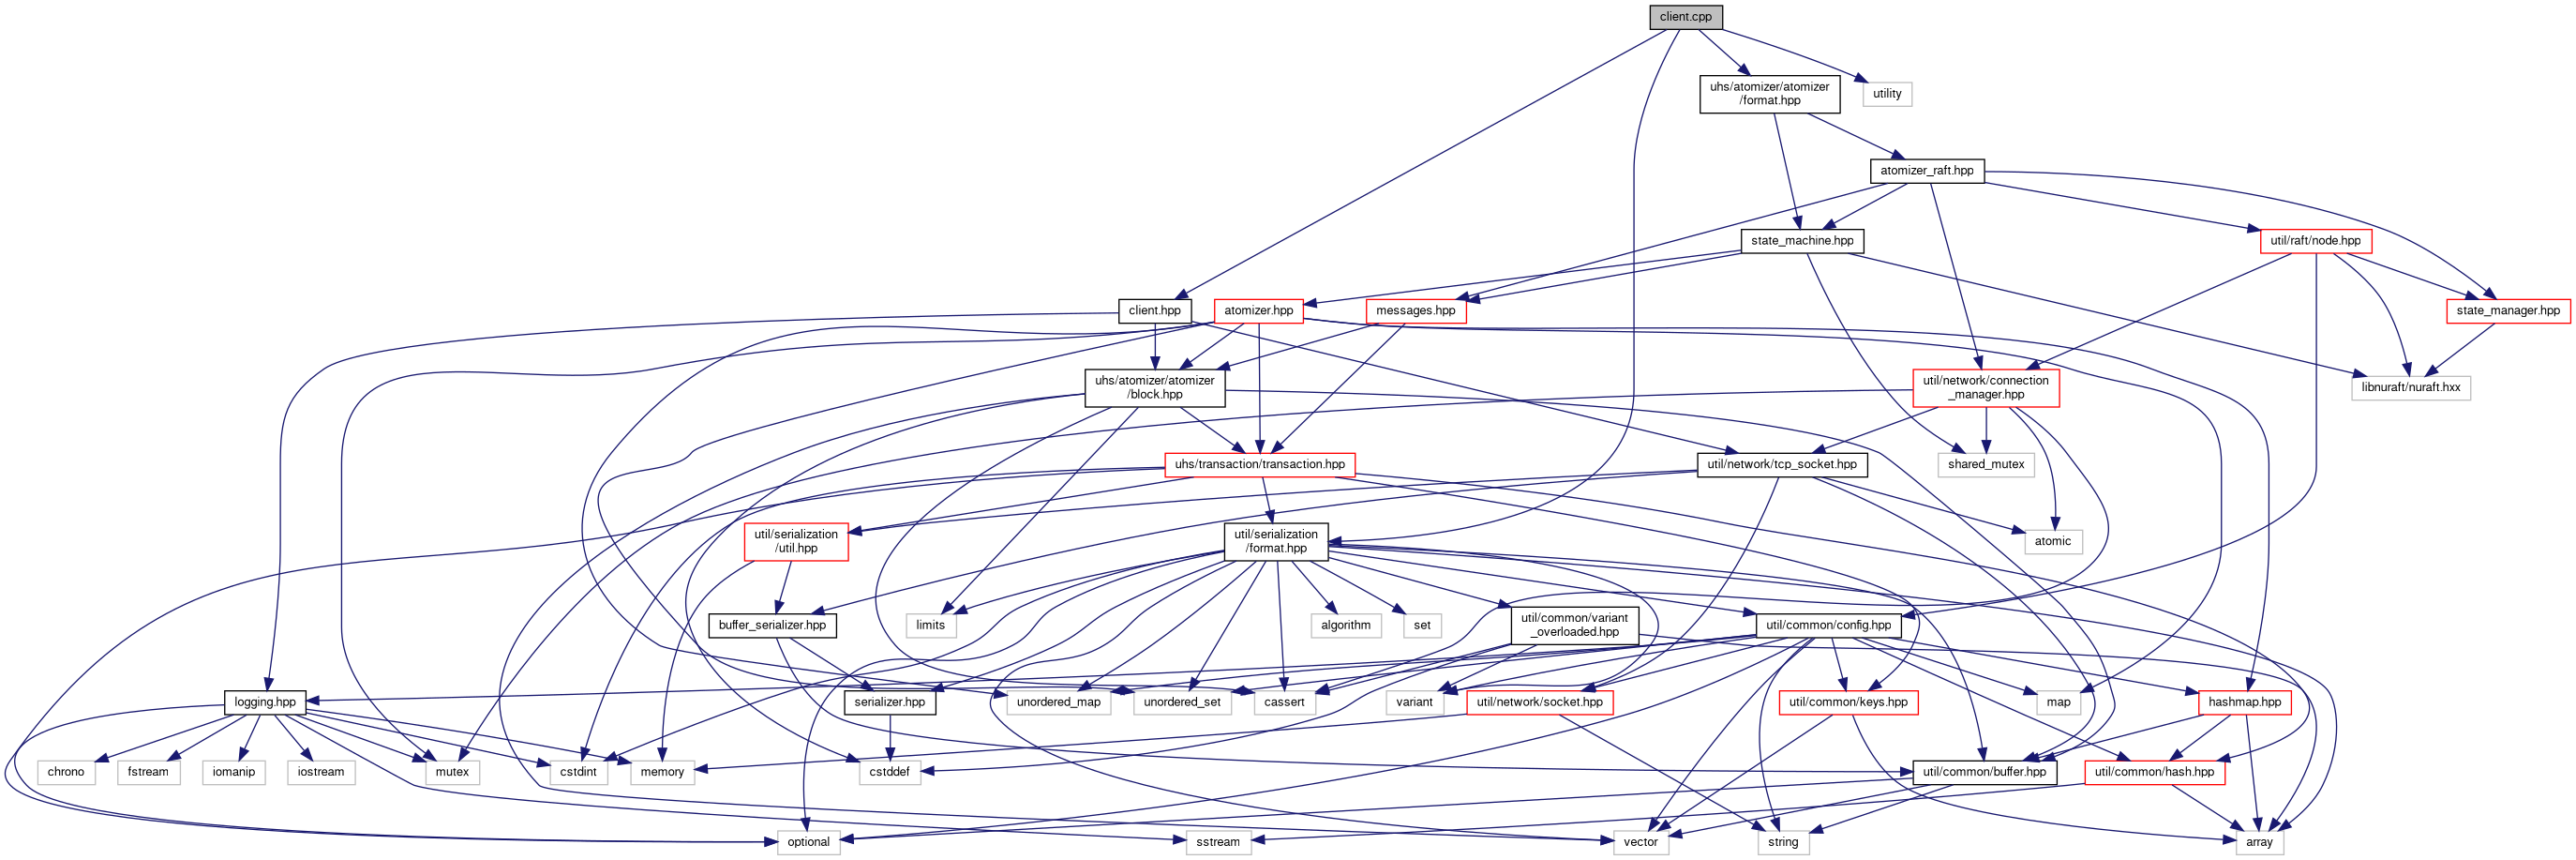 client.cpp
uhs/atomizer/atomizer
/format.hpp
utility
atomizer_raft.hpp
state_machine.hpp
util/raft/node.hpp
client.hpp
atomizer.hpp
messages.hpp
state_manager.hpp
uhs/atomizer/atomizer
/block.hpp
util/network/connection
_manager.hpp
libnuraft/nuraft.hxx
uhs/transaction/transaction.hpp
util/network/tcp_socket.hpp
shared_mutex
util/serialization
/util.hpp
util/serialization
/format.hpp
atomic
buffer_serializer.hpp
limits
algorithm
set
util/common/variant
_overloaded.hpp
util/common/config.hpp
logging.hpp
serializer.hpp
unordered_map
unordered_set
cassert
variant
util/network/socket.hpp
util/common/keys.hpp
map
hashmap.hpp
chrono
fstream
iomanip
iostream
mutex
cstdint
memory
cstddef
util/common/buffer.hpp
util/common/hash.hpp
optional
sstream
vector
string
array